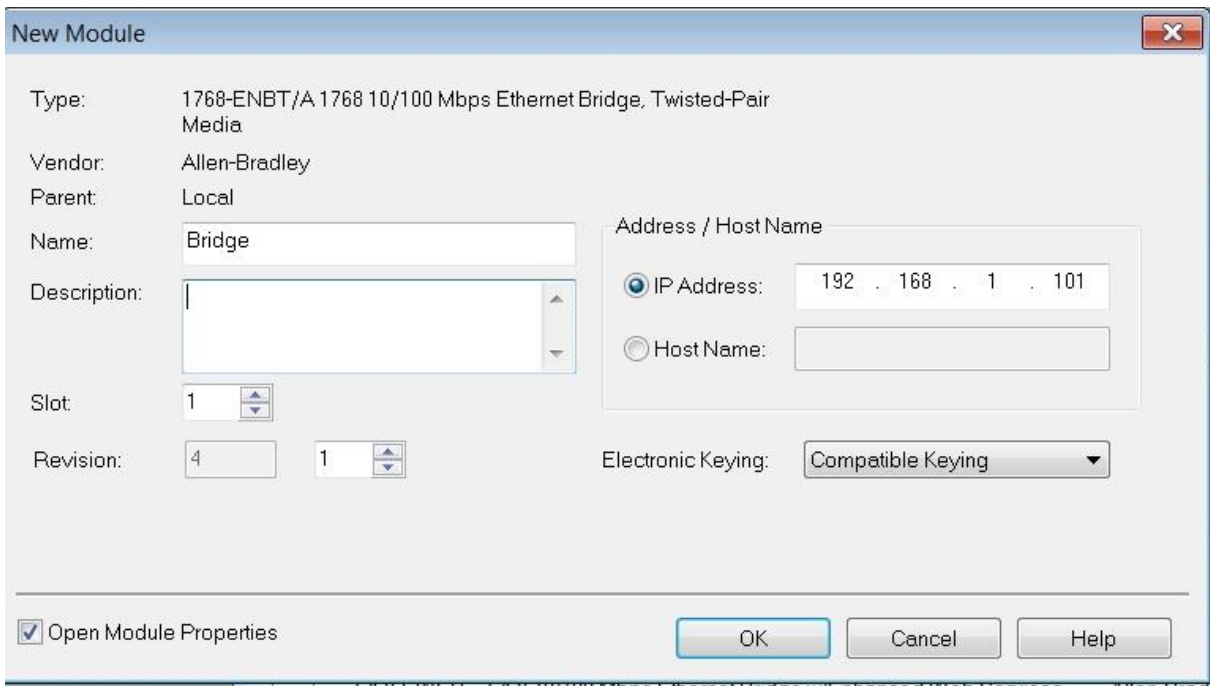 New Module
Type: 1768-ENBT/A 1768 10/100 Mbps Ethernet Bridge, Twisted-Pair
Media
Vendor: Allen-Bradley
Parent: Local
Name: Bridge
Description:
Slot: 1
Revision: 4 1
Address / Host Name
IP Address: 192 . 168 . 1 . 101
Host Name:
Electronic Keying: Compatible Keying
Open Module Properties
OK Cancel Help